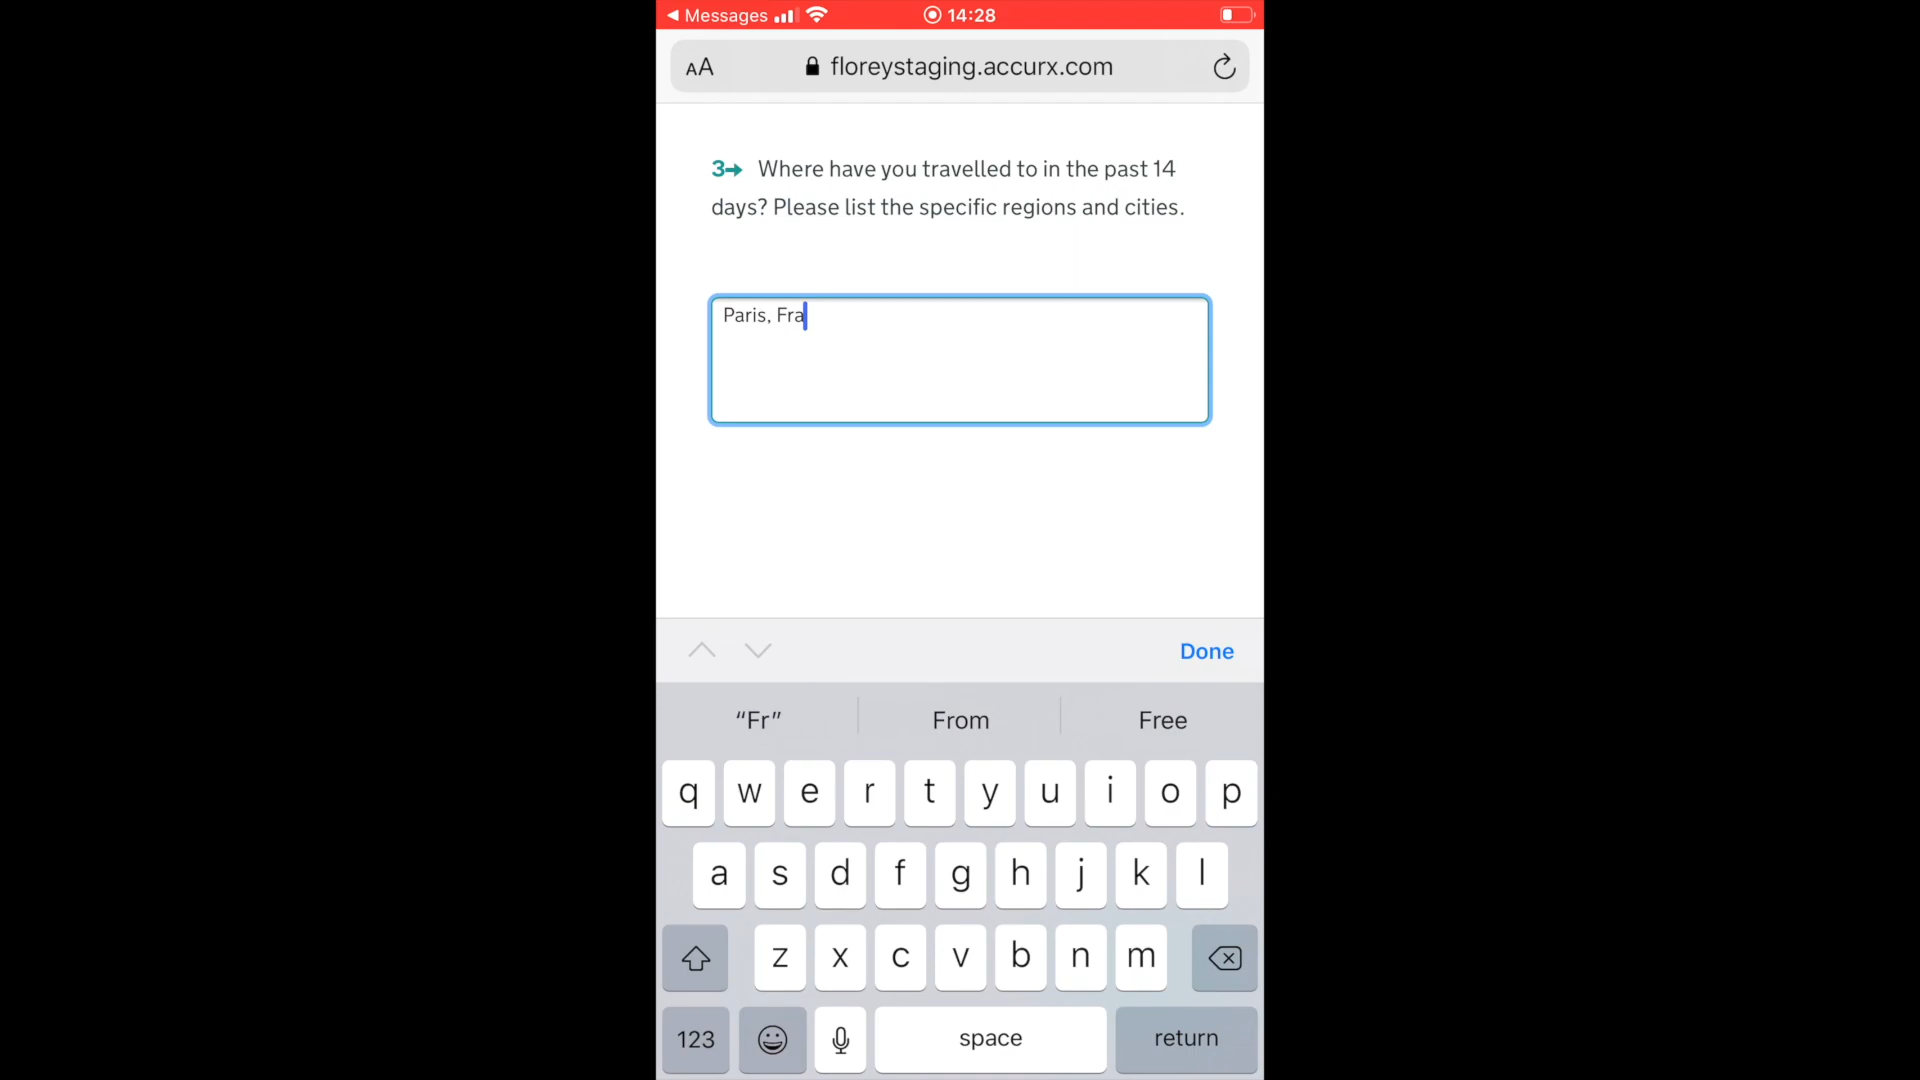 Messages 14:28
AA floreystaging.accurx.com
3 Where have you travelled to in the past 14
days? Please list the specific regions and cities.
Paris, Fra
Done
“Fr” From Free
q w e r t y u i o p
a s d f g h j k l
z x c v b n m
123 space return